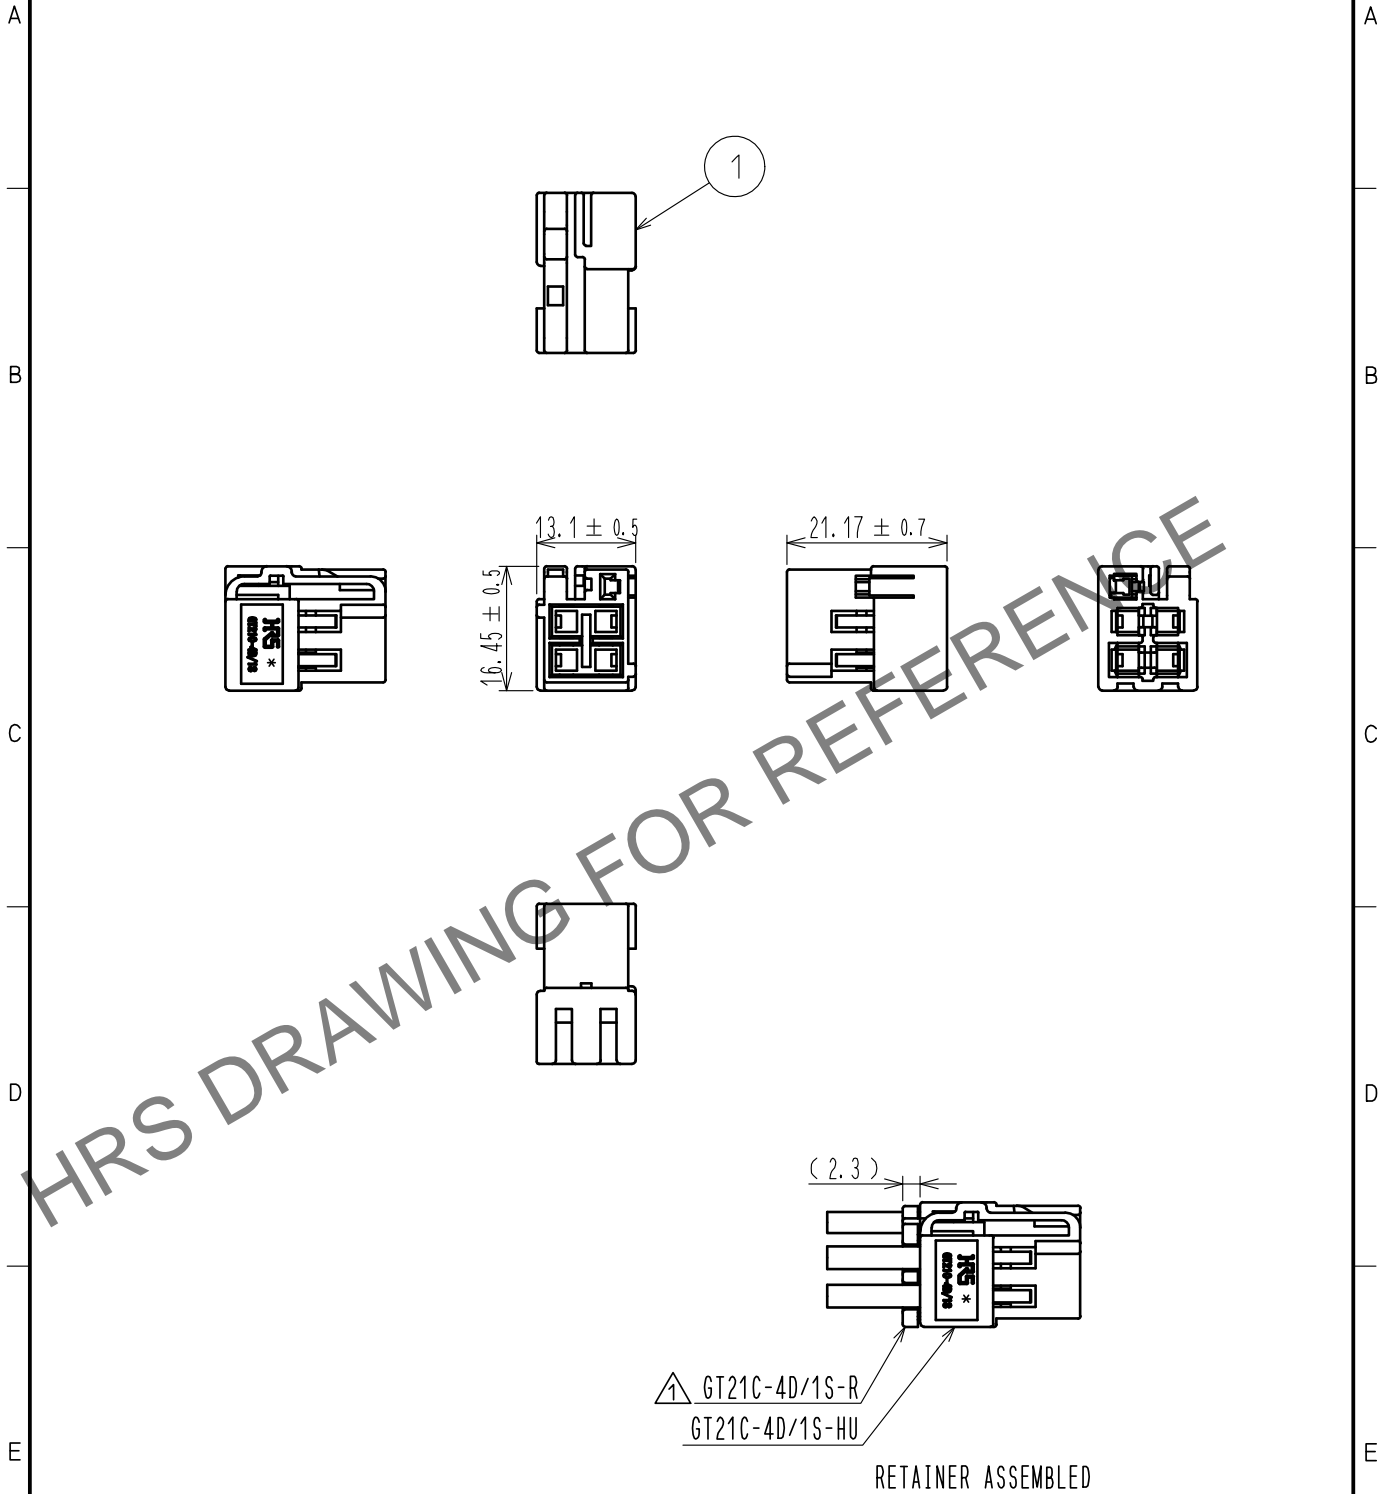 A A
1
B B
13.1 ± 0.5
21.17 ± 0.7
16.45 ± 0.5
HRS
*
C C
HRS DRAWING FOR REFERENCE
D D
( 2.3 )
HRS
*
1 GT21C-4D/1S-R
GT21C-4D/1S-HU
E E
RETAINER ASSEMBLED